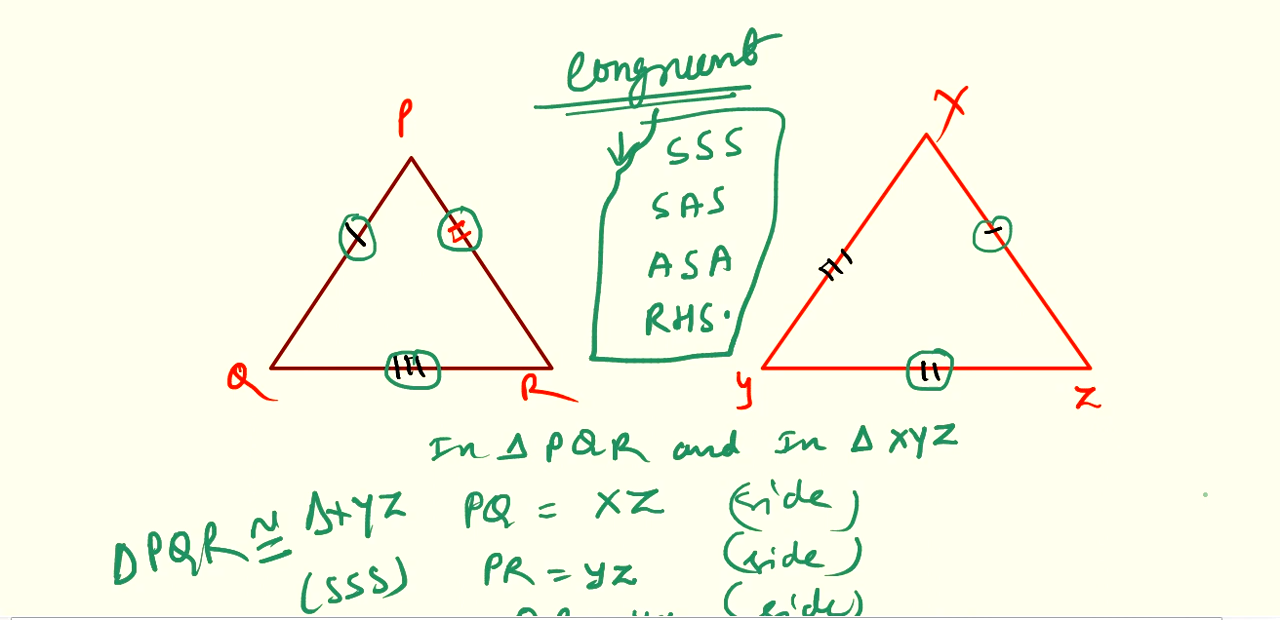 Congruent
P
X
SSS
SAS
ASA
RHS.
Q
R
Y
Z
In Δ PQR and In Δ XYZ
ΔPQR ≅ ΔXYZ
(SSS)
PQ = XZ (side)
PR = YZ (side)
(side)